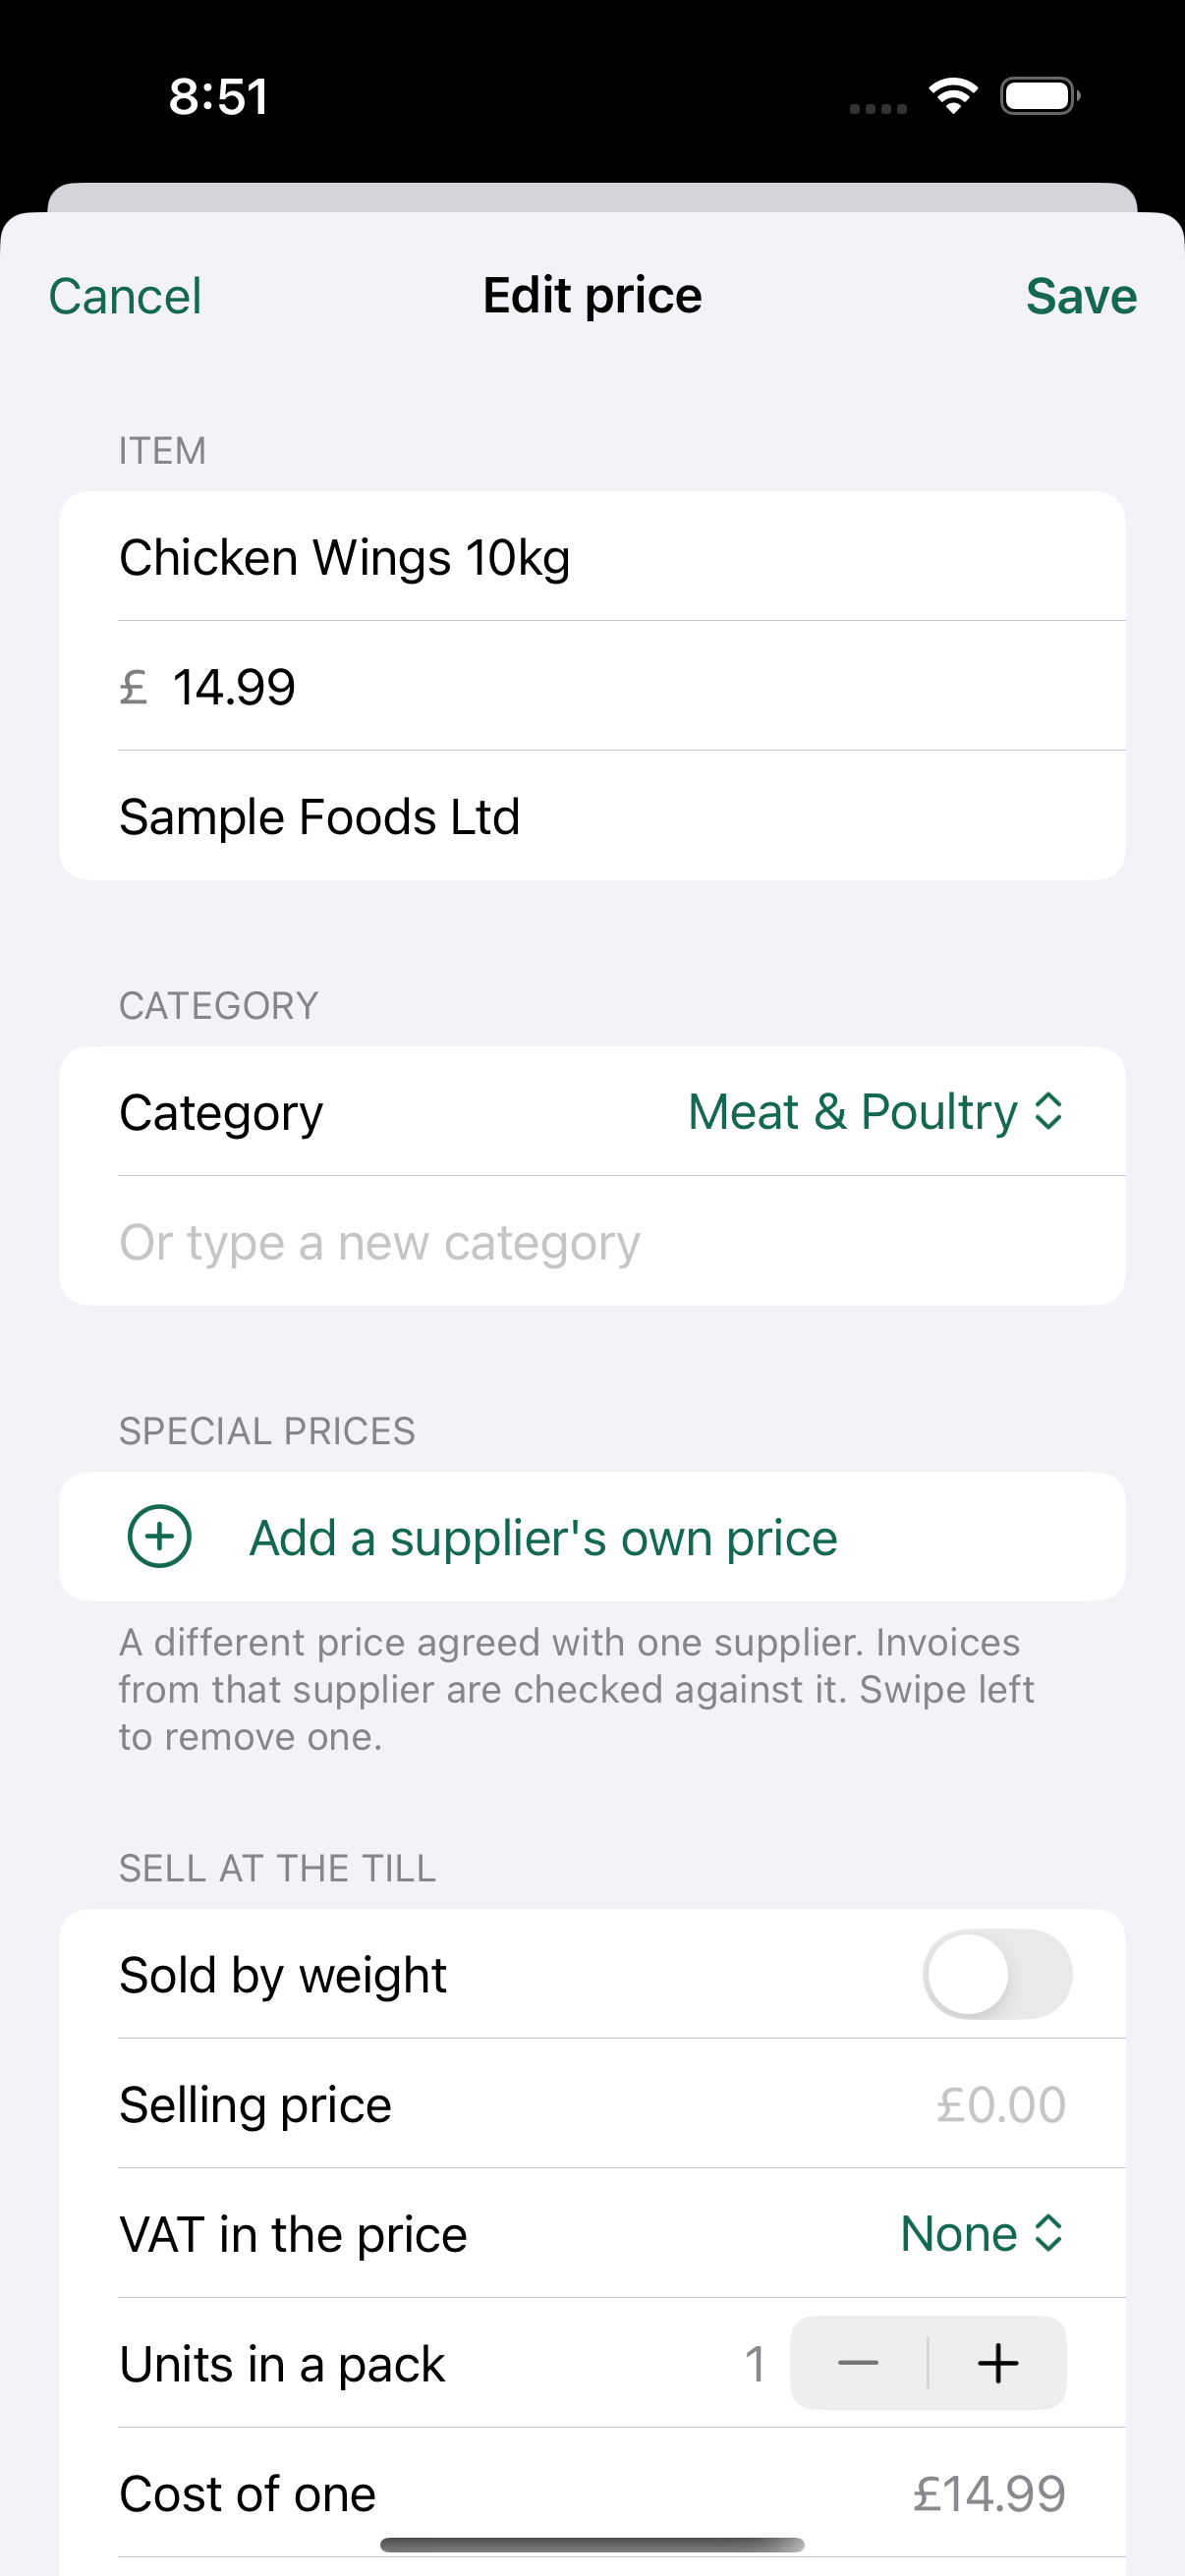 8:51
Cancel Edit price Save
ITEM
Chicken Wings 10kg
£ 14.99
Sample Foods Ltd
CATEGORY
Category Meat & Poultry
Or type a new category
SPECIAL PRICES
Add a supplier's own price
A different price agreed with one supplier. Invoices
from that supplier are checked against it. Swipe left
to remove one.
SELL AT THE TILL
Sold by weight
Selling price £0.00
VAT in the price None
Units in a pack 1
Cost of one £14.99